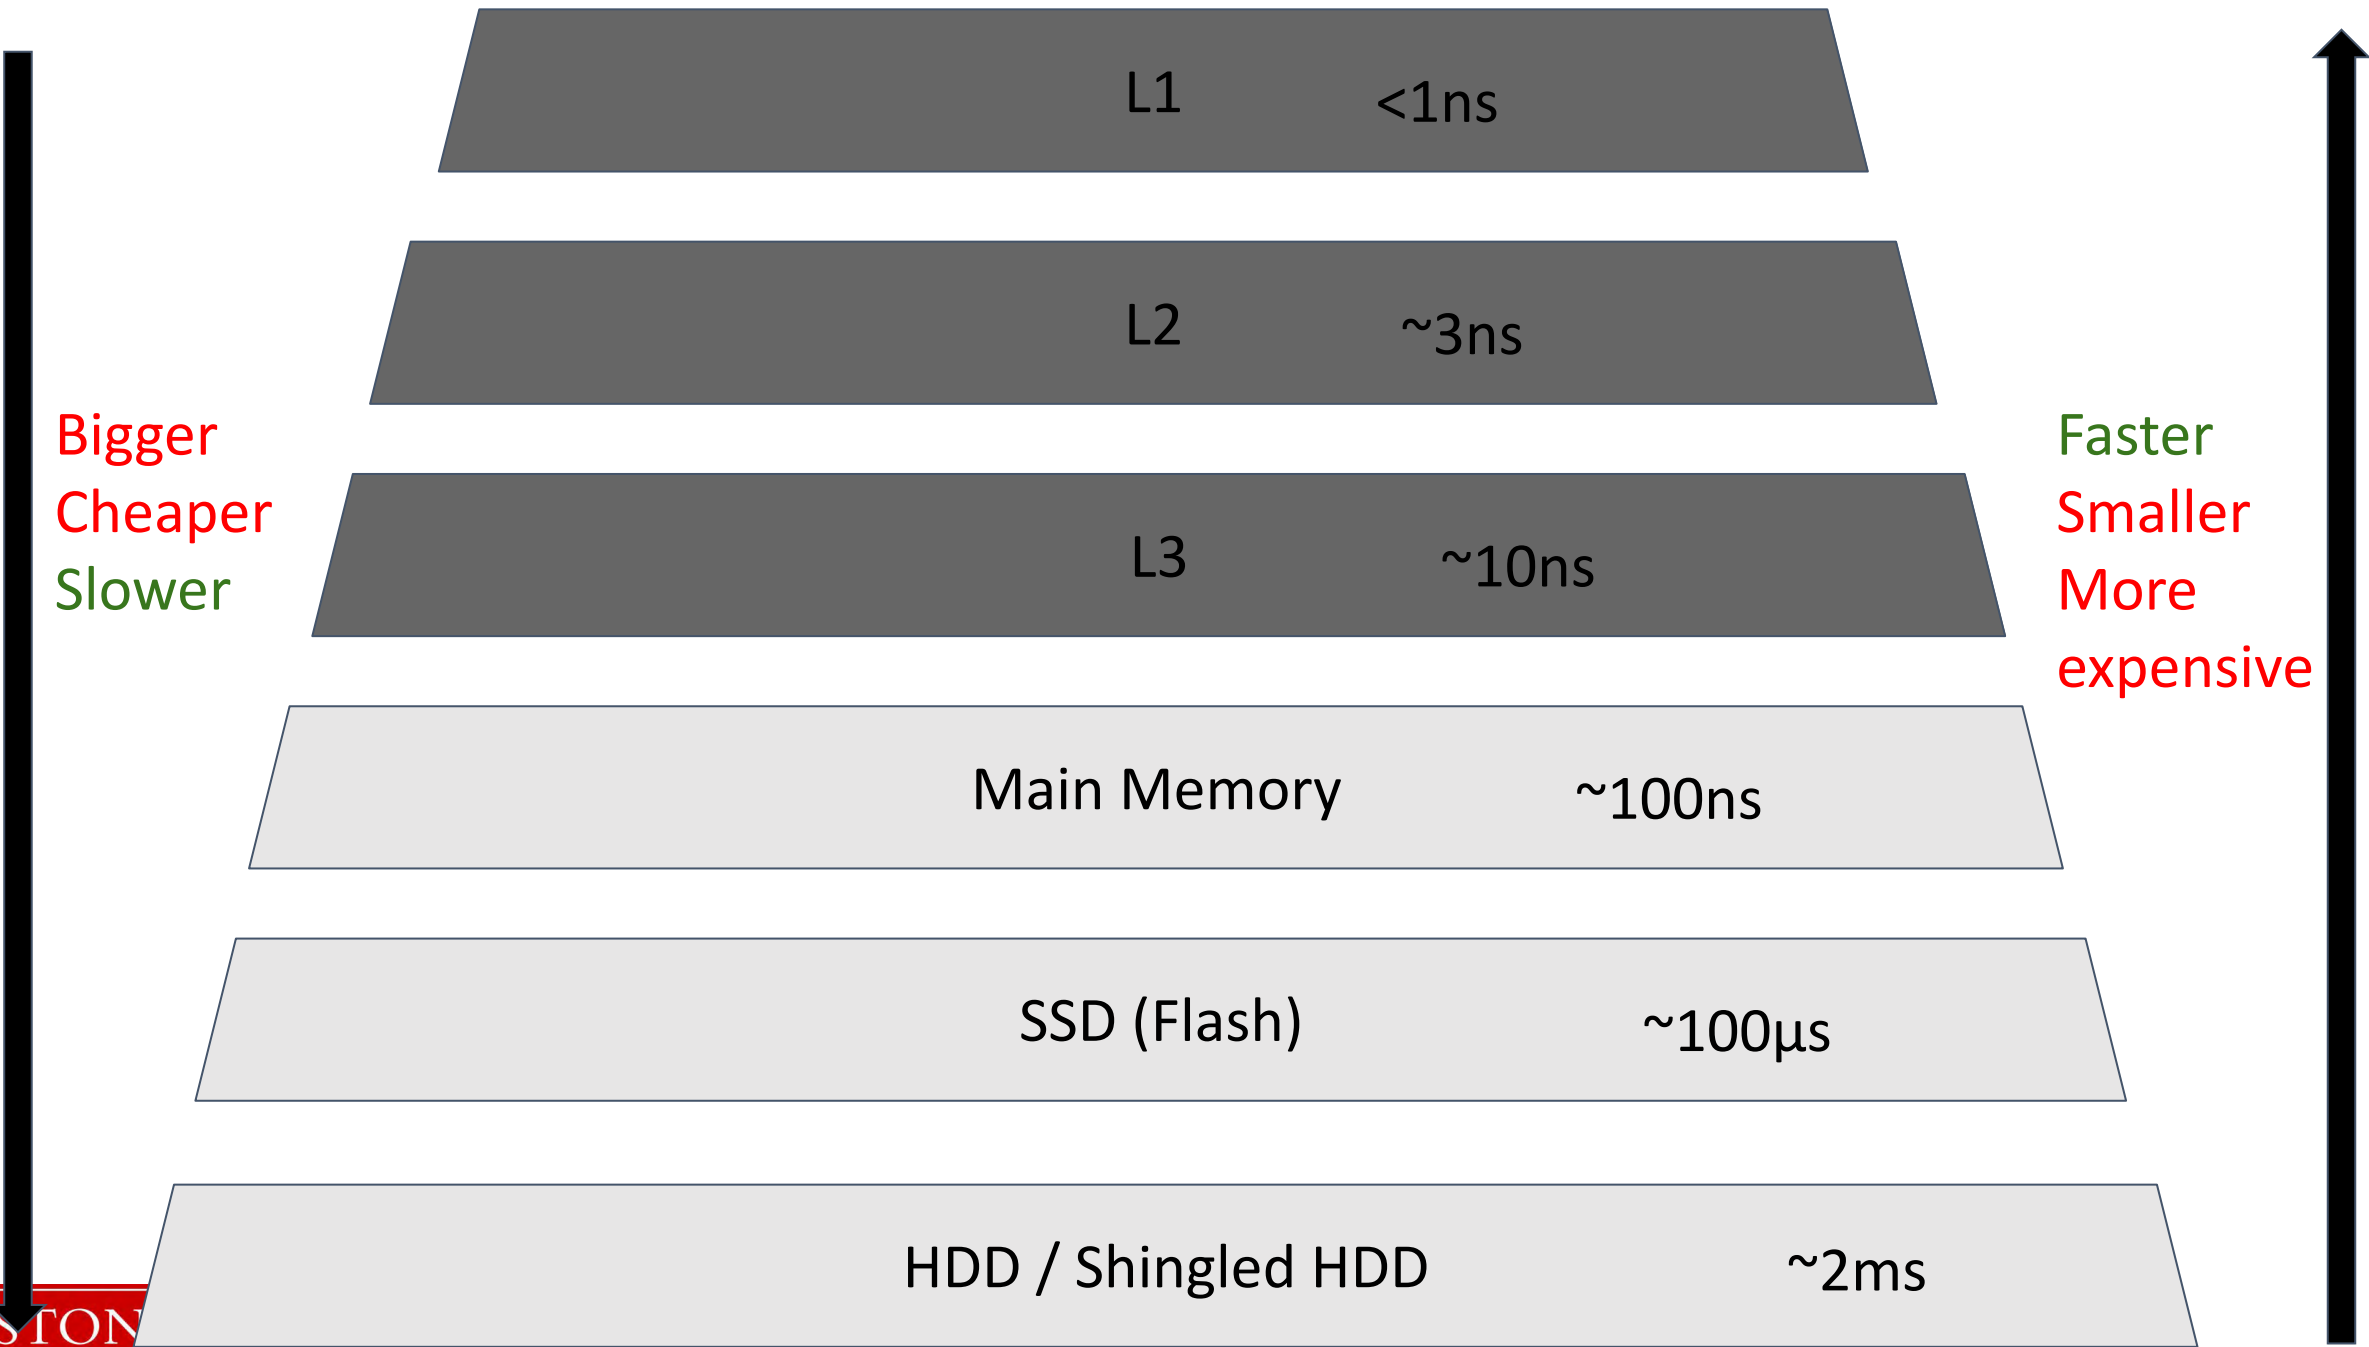 L1 <1ns
L2 ~3ns
Bigger
Cheaper
Slower
Faster
Smaller
More
expensive
L3 ~10ns
Main Memory ~100ns
SSD (Flash) ~100µs
HDD / Shingled HDD ~2ms
STON